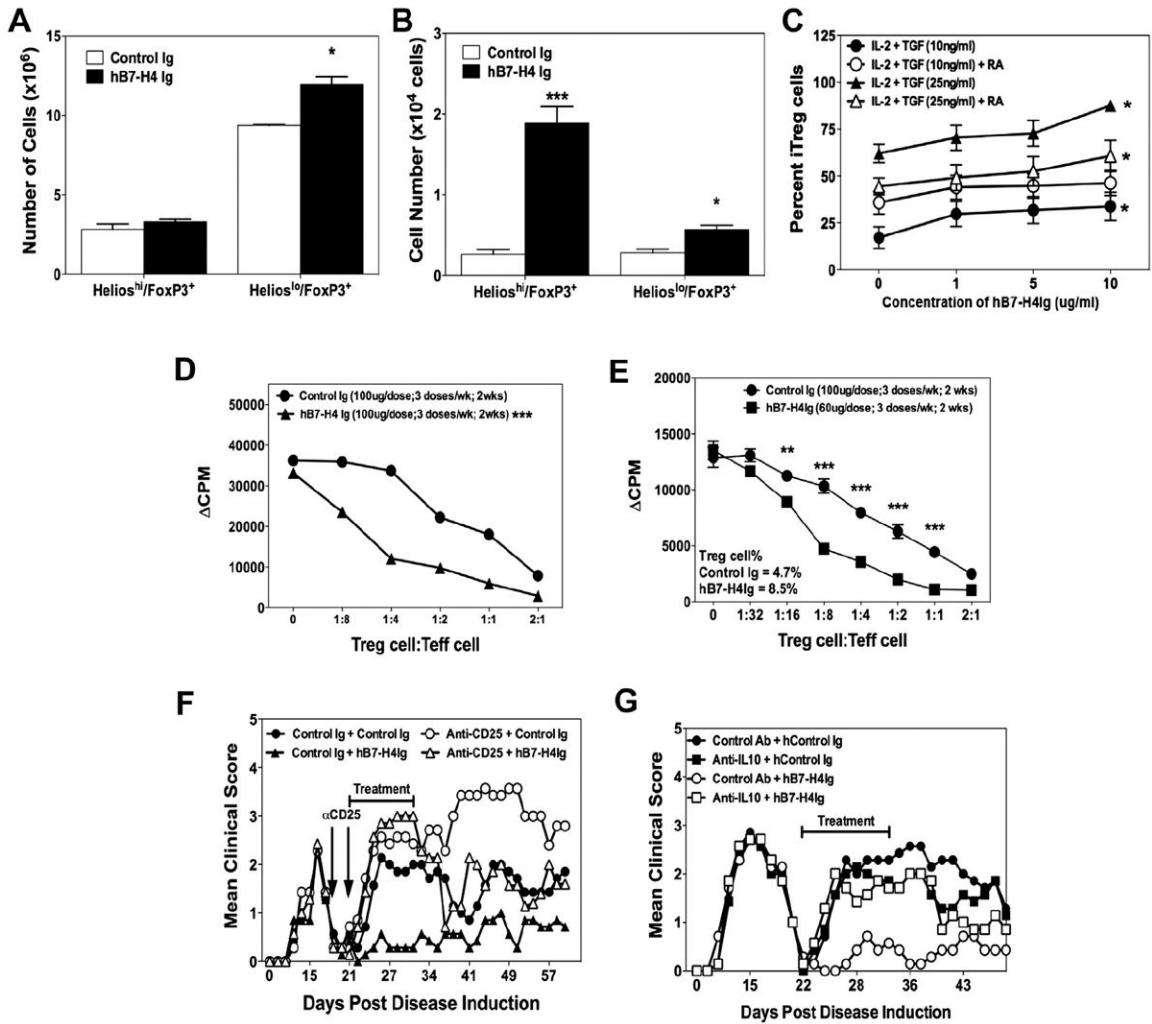 A
Number of Cells (x10⁶)
15
10
5
0
Control Ig
hB7-H4 Ig
*
Helios^hi/FoxP3⁺
Helios^lo/FoxP3⁺
B
Cell Number (x10⁴ cells)
3
2
1
0
Control Ig
hB7-H4 Ig
***
*
Helios^hi/FoxP3⁺
Helios^lo/FoxP3⁺
C
Percent iTreg cells
125
100
75
50
25
0
IL-2 + TGF (10ng/ml)
IL-2 + TGF (10ng/ml) + RA
IL-2 + TGF (25ng/ml)
IL-2 + TGF (25ng/ml) + RA
*
*
*
0 1 5 10
Concentration of hB7-H4Ig (ug/ml)
D
ΔCPM
50000
40000
30000
20000
10000
0
Control Ig (100ug/dose;3 doses/wk; 2wks)
hB7-H4 Ig (100ug/dose;3 doses/wk; 2wks) ***
0 1:8 1:4 1:2 1:1 2:1
Treg cell:Teff cell
E
ΔCPM
20000
15000
10000
5000
0
Control Ig (100ug/dose;3 doses/wk; 2 wks)
hB7-H4Ig (60ug/dose; 3 doses/wk; 2 wks)
** *** *** *** ***
Treg cell%
Control Ig = 4.7%
hB7-H4Ig = 8.5%
0 1:32 1:16 1:8 1:4 1:2 1:1 2:1
Treg cell:Teff cell
F
Mean Clinical Score
5
4
3
2
1
0
Control Ig + Control Ig
Anti-CD25 + Control Ig
Control Ig + hB7-H4Ig
Anti-CD25 + hB7-H4Ig
Treatment
αCD25
0 15 21 27 34 41 49 57
Days Post Disease Induction
G
Mean Clinical Score
5
4
3
2
1
0
Control Ab + hControl Ig
Anti-IL10 + hControl Ig
Control Ab + hB7-H4Ig
Anti-IL10 + hB7-H4Ig
Treatment
0 15 22 28 36 43
Days Post Disease Induction